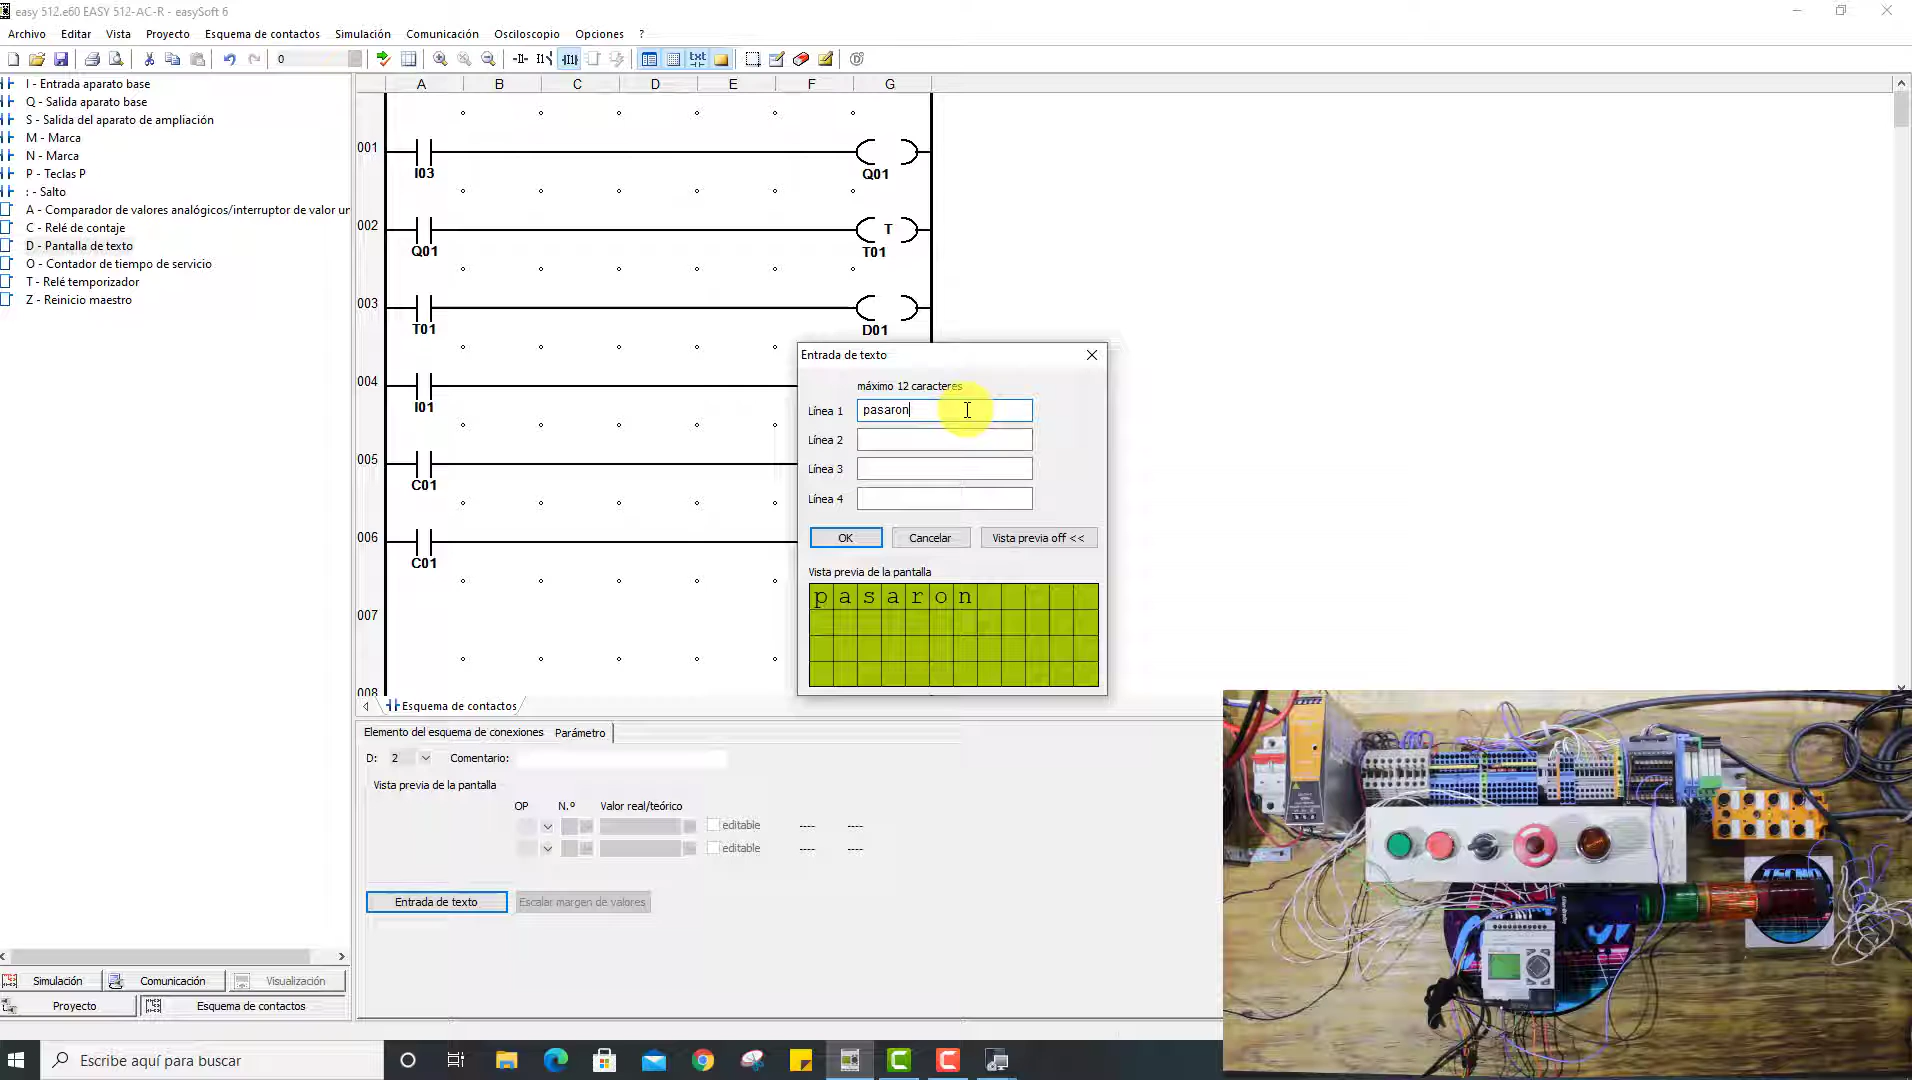 easy 512.e60 EASY 512-AC-R - easySoft 6
Archivo Editar Vista Proyecto Esquema de contactos Simulación Comunicación Osciloscopio Opciones ?
0
txt
I - Entrada aparato base
Q - Salida aparato base
S - Salida del aparato de ampliación
M - Marca
N - Marca
P - Teclas P
: - Salto
A - Comparador de valores analógicos/interruptor de valor ur
C - Relé de contaje
D - Pantalla de texto
O - Contador de tiempo de servicio
T - Relé temporizador
Z - Reinicio maestro
A B C D E F G
001
I03
Q01
002
Q01
T
T01
003
T01
D01
004
I01
005
C01
006
C01
007
008
Entrada de texto
máximo 12 caracteres
Línea 1 pasaron
Línea 2
Línea 3
Línea 4
OK Cancelar Vista previa off <<
Vista previa de la pantalla
pasaron
Esquema de contactos
Elemento del esquema de conexiones Parámetro
D: 2 Comentario:
Vista previa de la pantalla
OP N.º Valor real/teórico
editable ---- ----
editable ---- ----
Entrada de texto Escalar margen de valores
Simulación Comunicación Visualización
Proyecto Esquema de contactos
TECNO
Escribe aquí para buscar